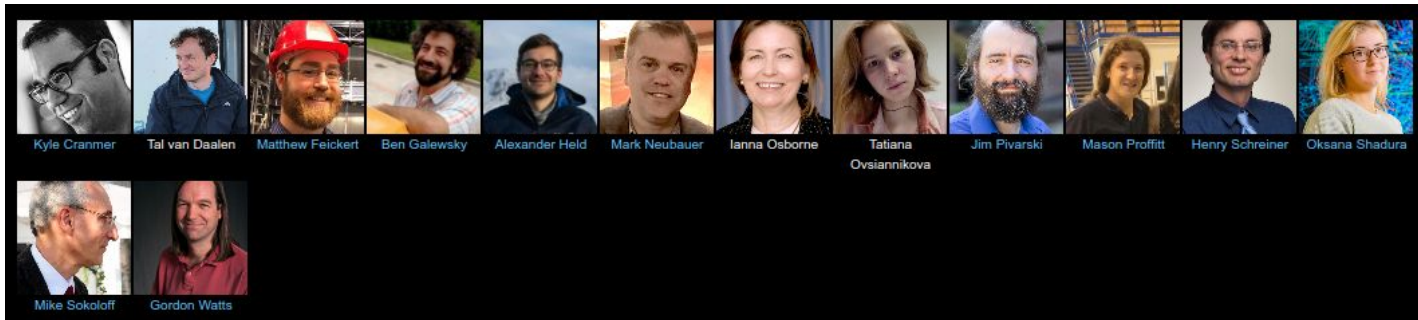 Kyle Cranmer
Tal van Daalen
Matthew Feickert
Ben Galewsky
Alexander Held
Mark Neubauer
Ianna Osborne
Tatiana
Ovsiannikova
Jim Pivarski
Mason Proffitt
Henry Schreiner
Oksana Shadura
Mike Sokoloff
Gordon Watts